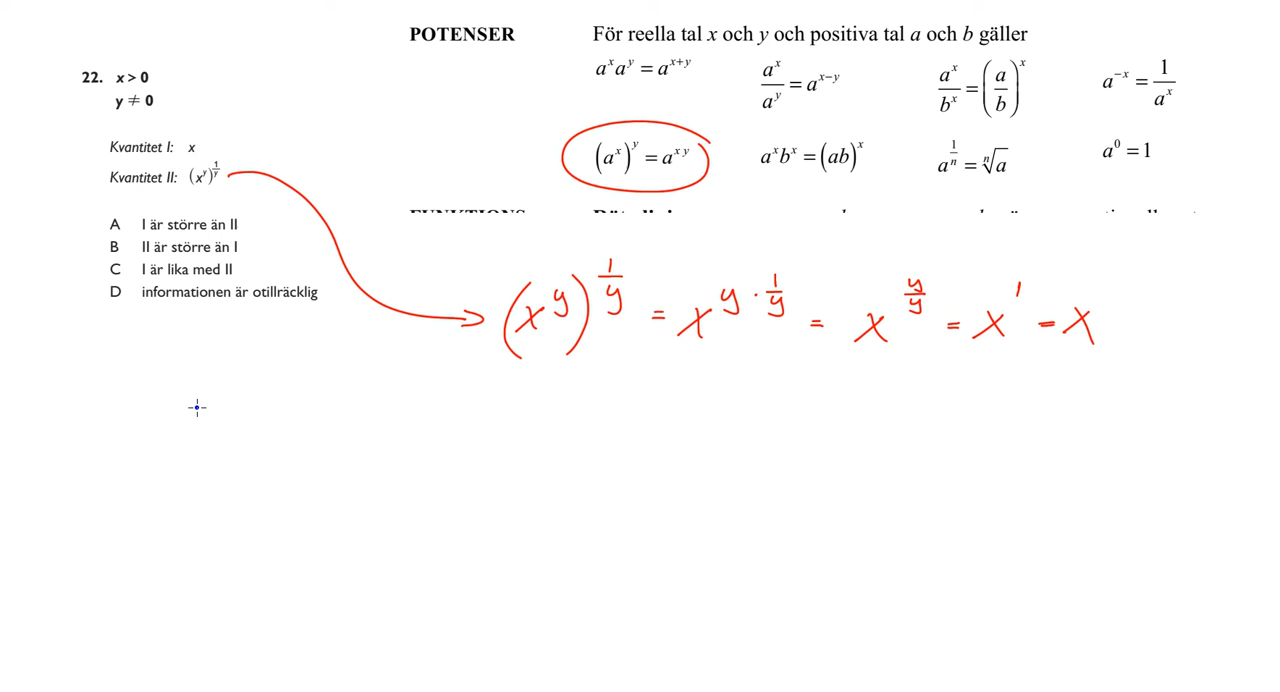 POTENSER För reella tal x och y och positiva tal a och b gäller
22. x > 0
y ≠ 0
a^x a^y = a^{x+y} a^x/a^y = a^{x−y} a^x/b^x = (a/b)^x a^{−x} = 1/a^x
Kvantitet I: x
Kvantitet II: (x^y)^{1/y}
(a^x)^y = a^{xy} a^x b^x = (ab)^x a^{1/n} = ⁿ√a a^0 = 1
A I är större än II
B II är större än I
C I är lika med II
D informationen är otillräcklig
(x^y)^{1/y} = x^{y · 1/y} = x^{y/y} = x^1 = x